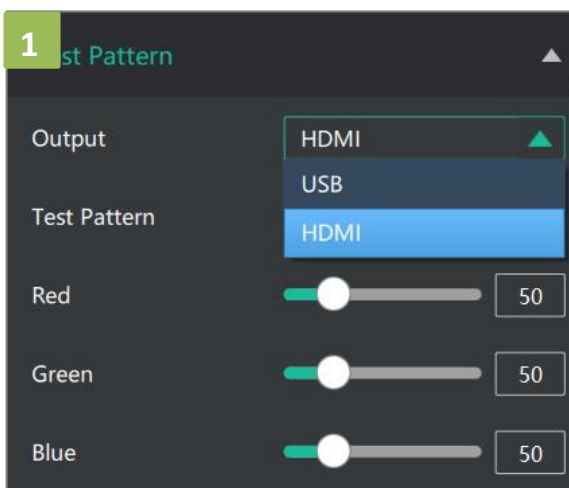 1
st Pattern
Output HDMI
USB
Test Pattern
HDMI
Red 50
Green 50
Blue 50